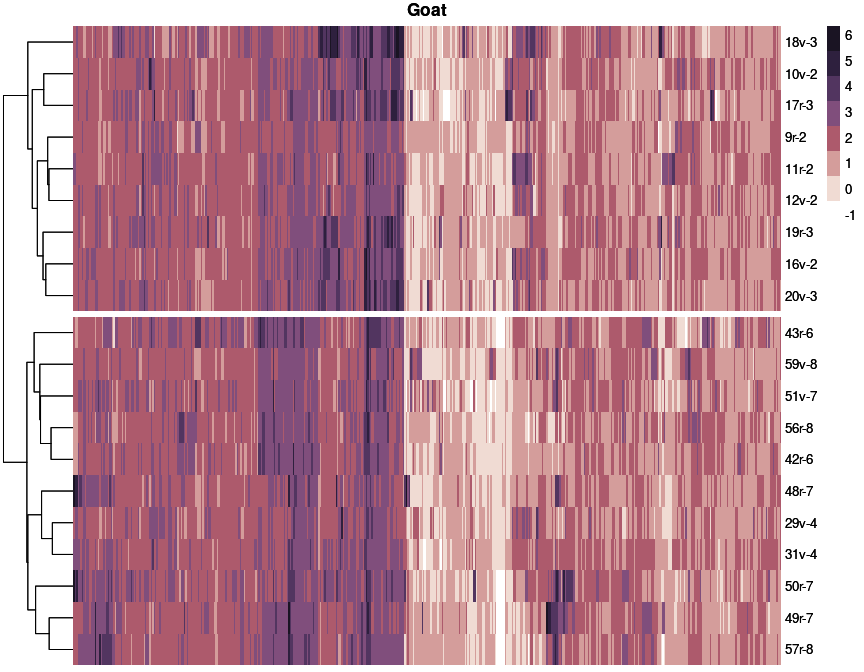 Goat
18v-3
10v-2
17r-3
9r-2
11r-2
12v-2
19r-3
16v-2
20v-3
43r-6
59v-8
51v-7
56r-8
42r-6
48r-7
29v-4
31v-4
50r-7
49r-7
57r-8
6
5
4
3
2
1
0
-1